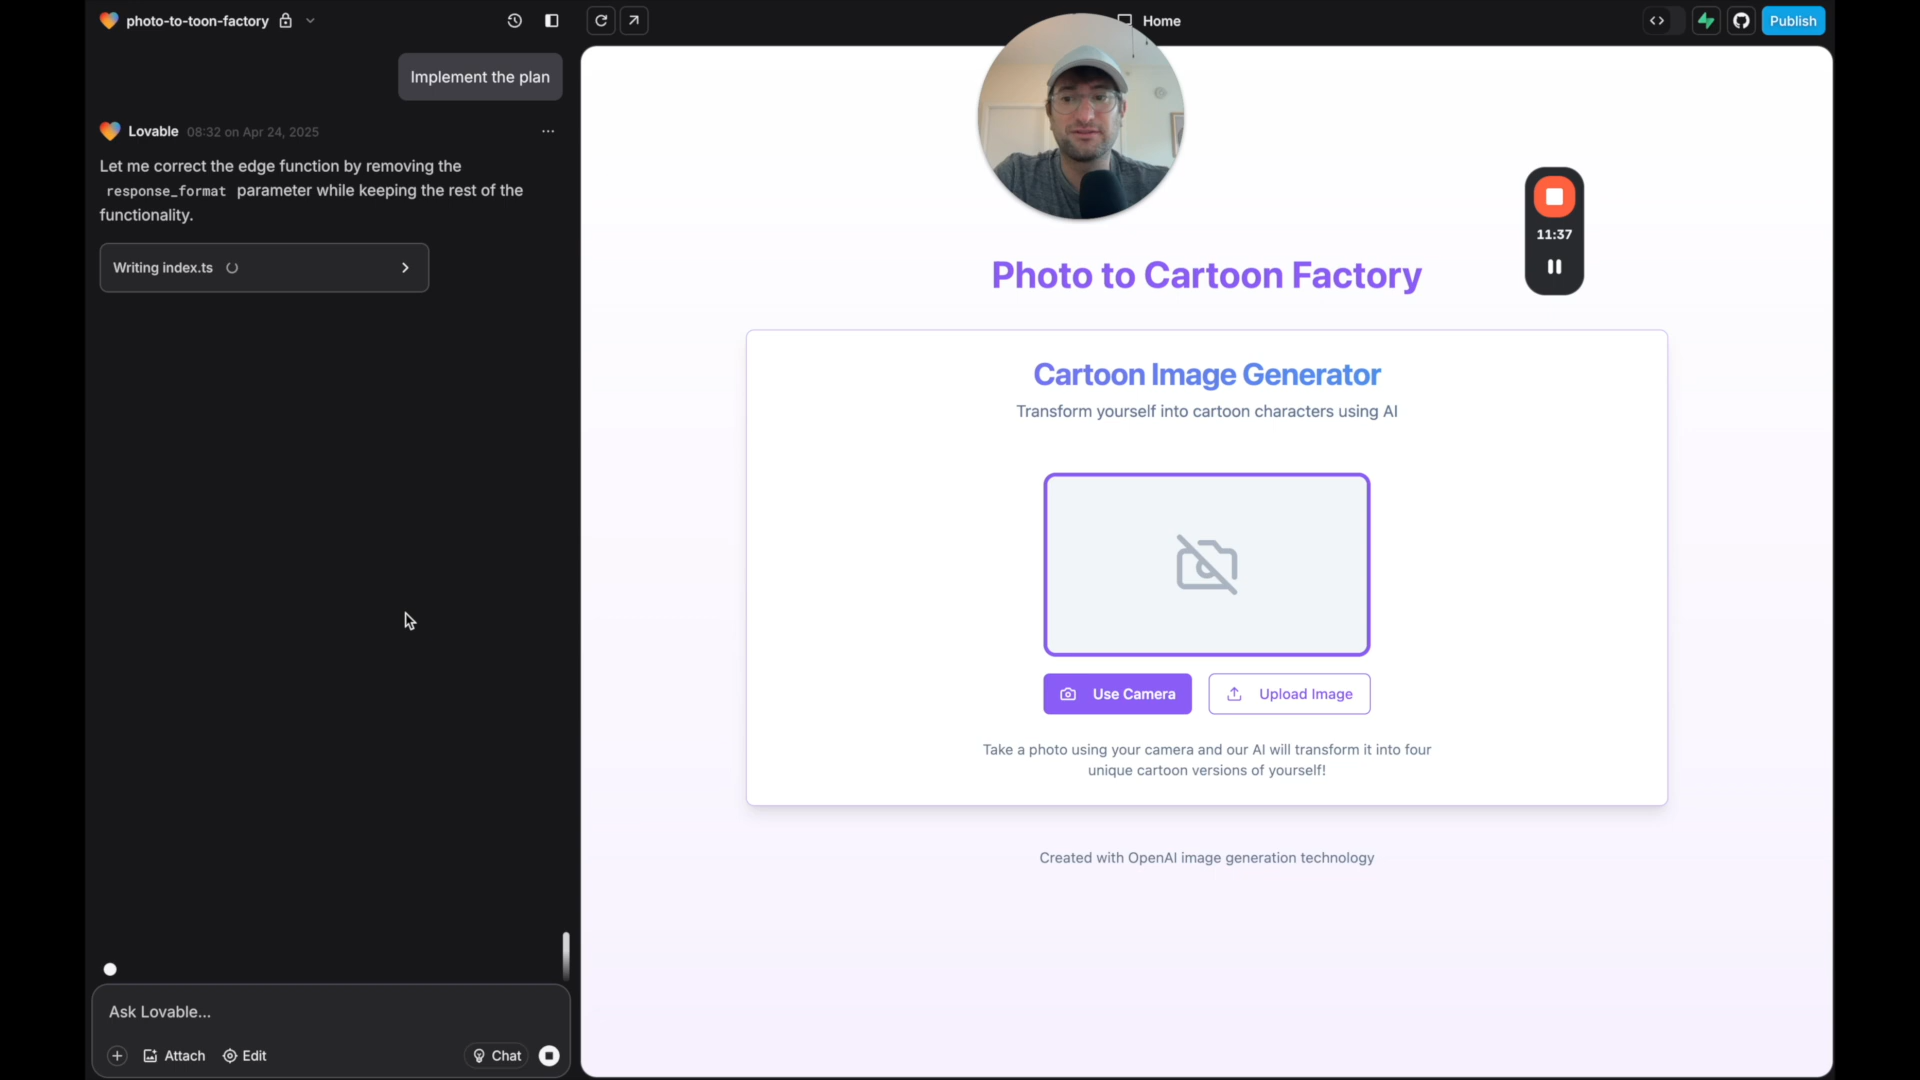 photo-to-toon-factory
Home
Publish
Implement the plan
Lovable 08:32 on Apr 24, 2025
Let me correct the edge function by removing the
response_format parameter while keeping the rest of the
functionality.
Writing index.ts
Ask Lovable...
Attach
Edit
Chat
11:37
Photo to Cartoon Factory
Cartoon Image Generator
Transform yourself into cartoon characters using AI
Use Camera
Upload Image
Take a photo using your camera and our AI will transform it into four
unique cartoon versions of yourself!
Created with OpenAI image generation technology